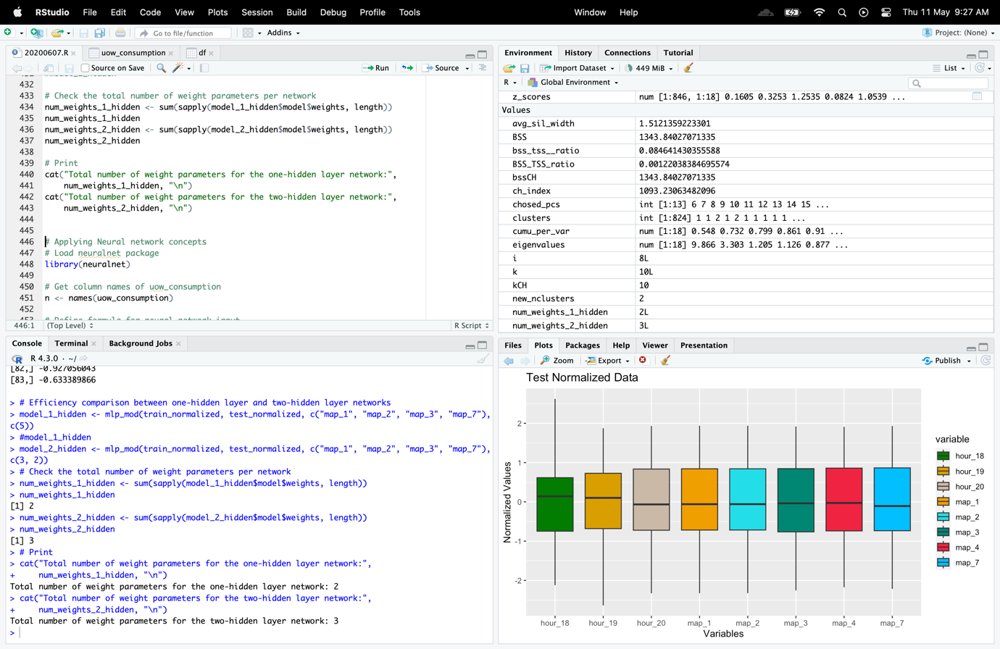 RStudio File Edit Code View Plots Session Build Debug Profile Tools Window Help Thu 11 May 9:27 AM
Go to file/function Addins Project: (None)
20200607.R uow_consumption df
Source on Save Run Source
432
433 # Check the total number of weight parameters per network
434 num_weights_1_hidden <- sum(sapply(model_1_hidden$model$weights, length))
435 num_weights_1_hidden
436 num_weights_2_hidden <- sum(sapply(model_2_hidden$model$weights, length))
437 num_weights_2_hidden
438
439 # Print
440 cat("Total number of weight parameters for the one-hidden layer network:",
441 num_weights_1_hidden, "\n")
442 cat("Total number of weight parameters for the two-hidden layer network:",
443 num_weights_2_hidden, "\n")
444
445
446 # Applying Neural network concepts
447 # Load neuralnet package
448 library(neuralnet)
449
450 # Get column names of uow_consumption
451 n <- names(uow_consumption)
452
453 # Define formula for neural network input
446:1 (Top Level) R Script
Console Terminal Background Jobs
R 4.3.0 · ~/
[82,] -0.927056043
[83,] -0.633389866
> # Efficiency comparison between one-hidden layer and two-hidden layer networks
> model_1_hidden <- mlp_mod(train_normalized, test_normalized, c("map_1", "map_2", "map_3", "map_7"),
c(5))
> #model_1_hidden
> model_2_hidden <- mlp_mod(train_normalized, test_normalized, c("map_1", "map_2", "map_3", "map_7"),
c(3, 2))
> # Check the total number of weight parameters per network
> num_weights_1_hidden <- sum(sapply(model_1_hidden$model$weights, length))
> num_weights_1_hidden
[1] 2
> num_weights_2_hidden <- sum(sapply(model_2_hidden$model$weights, length))
> num_weights_2_hidden
[1] 3
> # Print
> cat("Total number of weight parameters for the one-hidden layer network:",
+ num_weights_1_hidden, "\n")
Total number of weight parameters for the one-hidden layer network: 2
> cat("Total number of weight parameters for the two-hidden layer network:",
+ num_weights_2_hidden, "\n")
Total number of weight parameters for the two-hidden layer network: 3
>
Environment History Connections Tutorial
Import Dataset 449 MiB List
R Global Environment
z_scores num [1:846, 1:18] 0.1605 0.3253 1.2535 0.0824 1.0539 ...
Values
avg_sil_width 1.5121359223301
BSS 1343.84027071335
bss_tss__ratio 0.084641430355588
BSS_TSS_ratio 0.00122038384695574
bssCH 1343.84027071335
ch_index 1093.23063482096
chosed_pcs int [1:13] 6 7 8 9 10 11 12 13 14 15 ...
clusters int [1:824] 1 1 2 1 2 1 1 1 1 1 ...
cumu_per_var num [1:18] 0.548 0.732 0.799 0.861 0.91 ...
eigenvalues num [1:18] 9.866 3.303 1.205 1.126 0.877 ...
i 8L
k 10L
kCH 10
new_nclusters 2
num_weights_1_hidden 2L
num_weights_2_hidden 3L
Files Plots Packages Help Viewer Presentation
Zoom Export Publish
Test Normalized Data
Normalized Values
2
1
0
-1
-2
hour_18 hour_19 hour_20 map_1 map_2 map_3 map_4 map_7
Variables
variable
hour_18
hour_19
hour_20
map_1
map_2
map_3
map_4
map_7